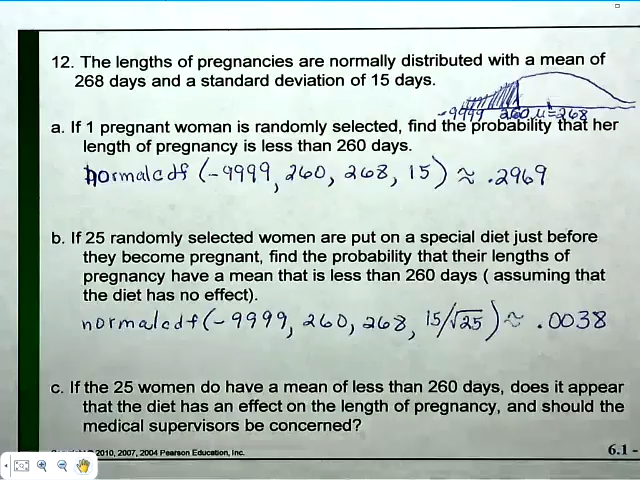 12. The lengths of pregnancies are normally distributed with a mean of
268 days and a standard deviation of 15 days.
-9999 260 μ=268
a. If 1 pregnant woman is randomly selected, find the probability that her
length of pregnancy is less than 260 days.
normalcdf (-9999, 260, 268, 15) ≈ .2969
b. If 25 randomly selected women are put on a special diet just before
they become pregnant, find the probability that their lengths of
pregnancy have a mean that is less than 260 days ( assuming that
the diet has no effect).
normalcdf (-9999, 260, 268, 15/√25) ≈ .0038
c. If the 25 women do have a mean of less than 260 days, does it appear
that the diet has an effect on the length of pregnancy, and should the
medical supervisors be concerned?
© 2010, 2007, 2004 Pearson Education, Inc.
6.1 -